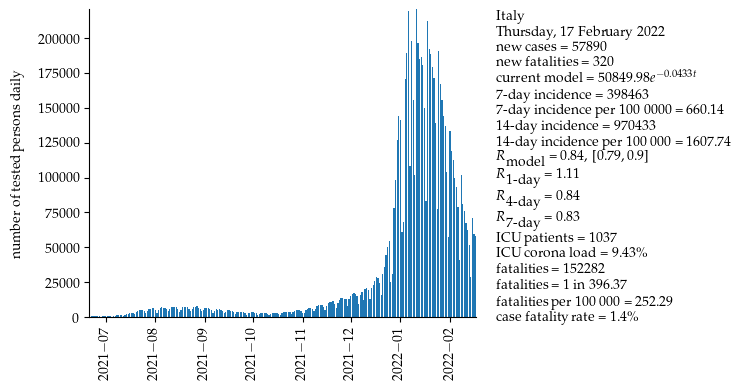 number of tested persons daily
200000
175000
150000
125000
100000
75000
50000
25000
0
2021−07
2021−08
2021−09
2021−10
2021−11
2021−12
2022−01
2022−02
Italy
Thursday, 17 February 2022
new cases = 57890
new fatalities = 320
current model = 50849.98e^−0.0433t
7-day incidence = 398463
7-day incidence per 100 0000 = 660.14
14-day incidence = 970433
14-day incidence per 100 000 = 1607.74
R model = 0.84, [0.79, 0.9]
R 1-day = 1.11
R 4-day = 0.84
R 7-day = 0.83
ICU patients = 1037
ICU corona load = 9.43%
fatalities = 152282
fatalities = 1 in 396.37
fatalities per 100 000 = 252.29
case fatality rate = 1.4%